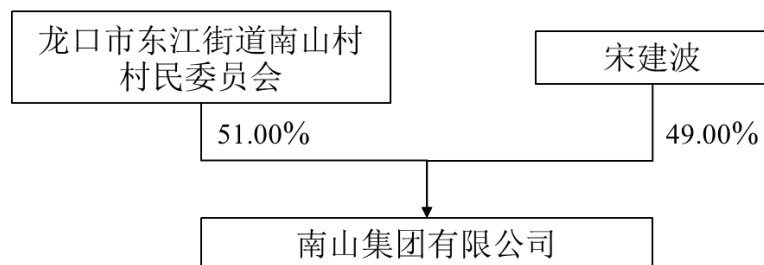 龙口市东江街道南山村
村民委员会
宋建波
51.00%
49.00%
南山集团有限公司